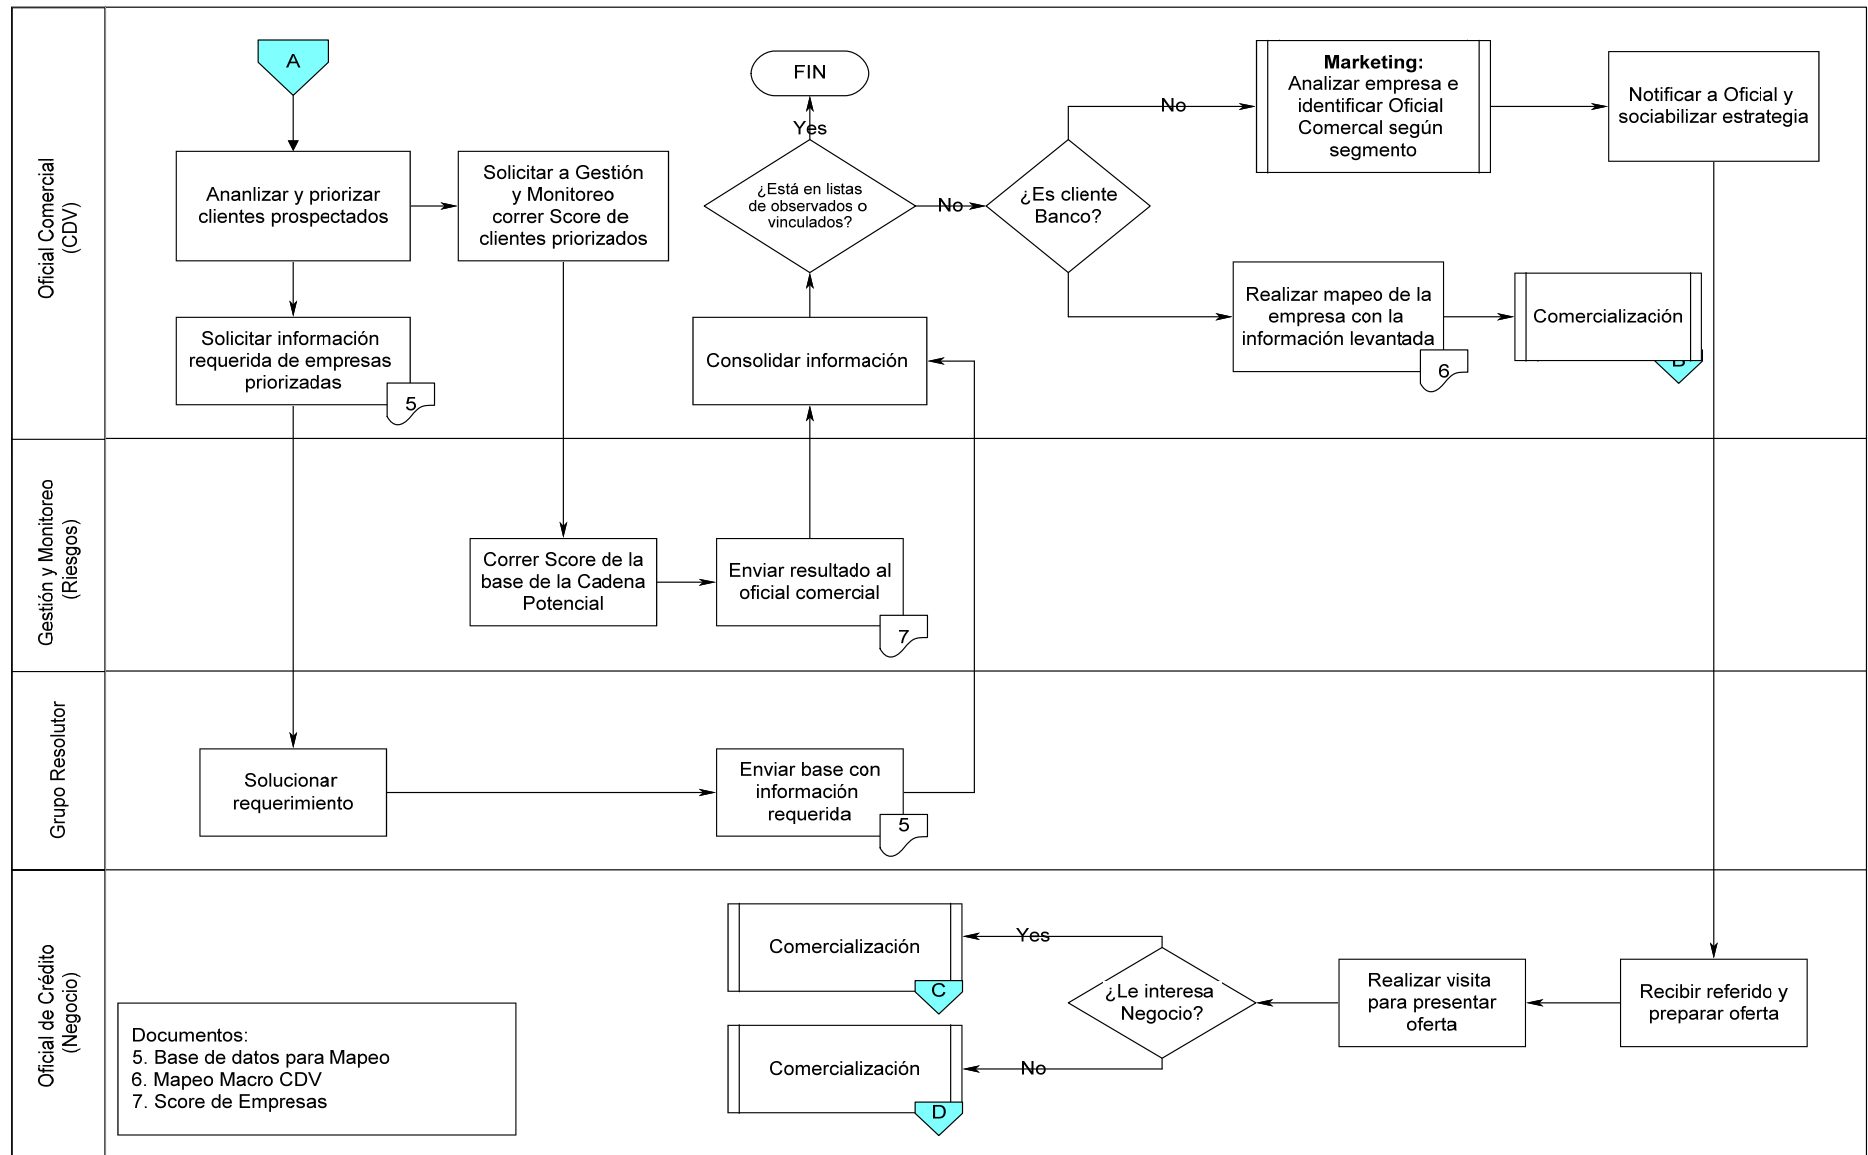 Oficial Comercial
(CDV)
A
Ananlizar y priorizar
clientes prospectados
Solicitar a Gestión
y Monitoreo
correr Score de
clientes priorizados
Solicitar información
requerida de empresas
priorizadas
5
FIN
Yes
¿Está en listas
de observados o
vinculados?
No
Consolidar información
¿Es cliente
Banco?
No
Marketing:
Analizar empresa e
identificar Oficial
Comercal según
segmento
Notificar a Oficial y
sociabilizar estrategia
Realizar mapeo de la
empresa con la
información levantada
6
Comercialización
B
Gestión y Monitoreo
(Riesgos)
Correr Score de la
base de la Cadena
Potencial
Enviar resultado al
oficial comercial
7
Grupo Resolutor
Solucionar
requerimiento
Enviar base con
información
requerida
5
Oficial de Crédito
(Negocio)
Documentos:
5. Base de datos para Mapeo
6. Mapeo Macro CDV
7. Score de Empresas
Comercialización
C
Yes
Comercialización
D
No
¿Le interesa
Negocio?
Realizar visita
para presentar
oferta
Recibir referido y
preparar oferta